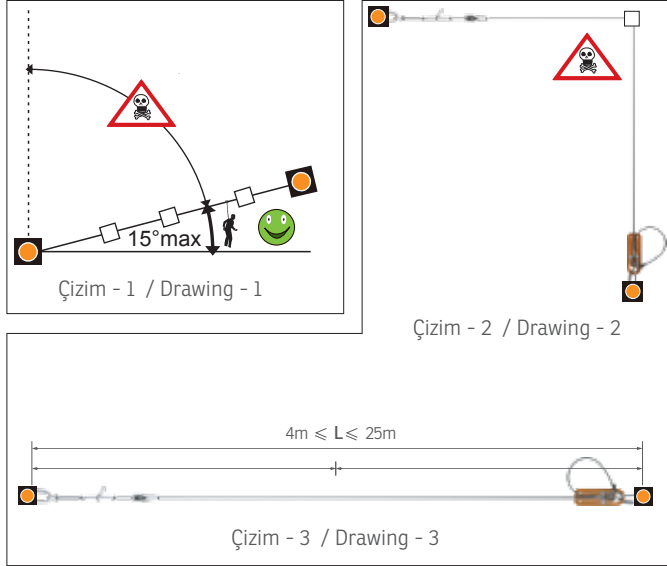 15°max
Çizim - 1 / Drawing - 1
Çizim - 2 / Drawing - 2
4m ⩽ L ⩽ 25m
Çizim - 3 / Drawing - 3